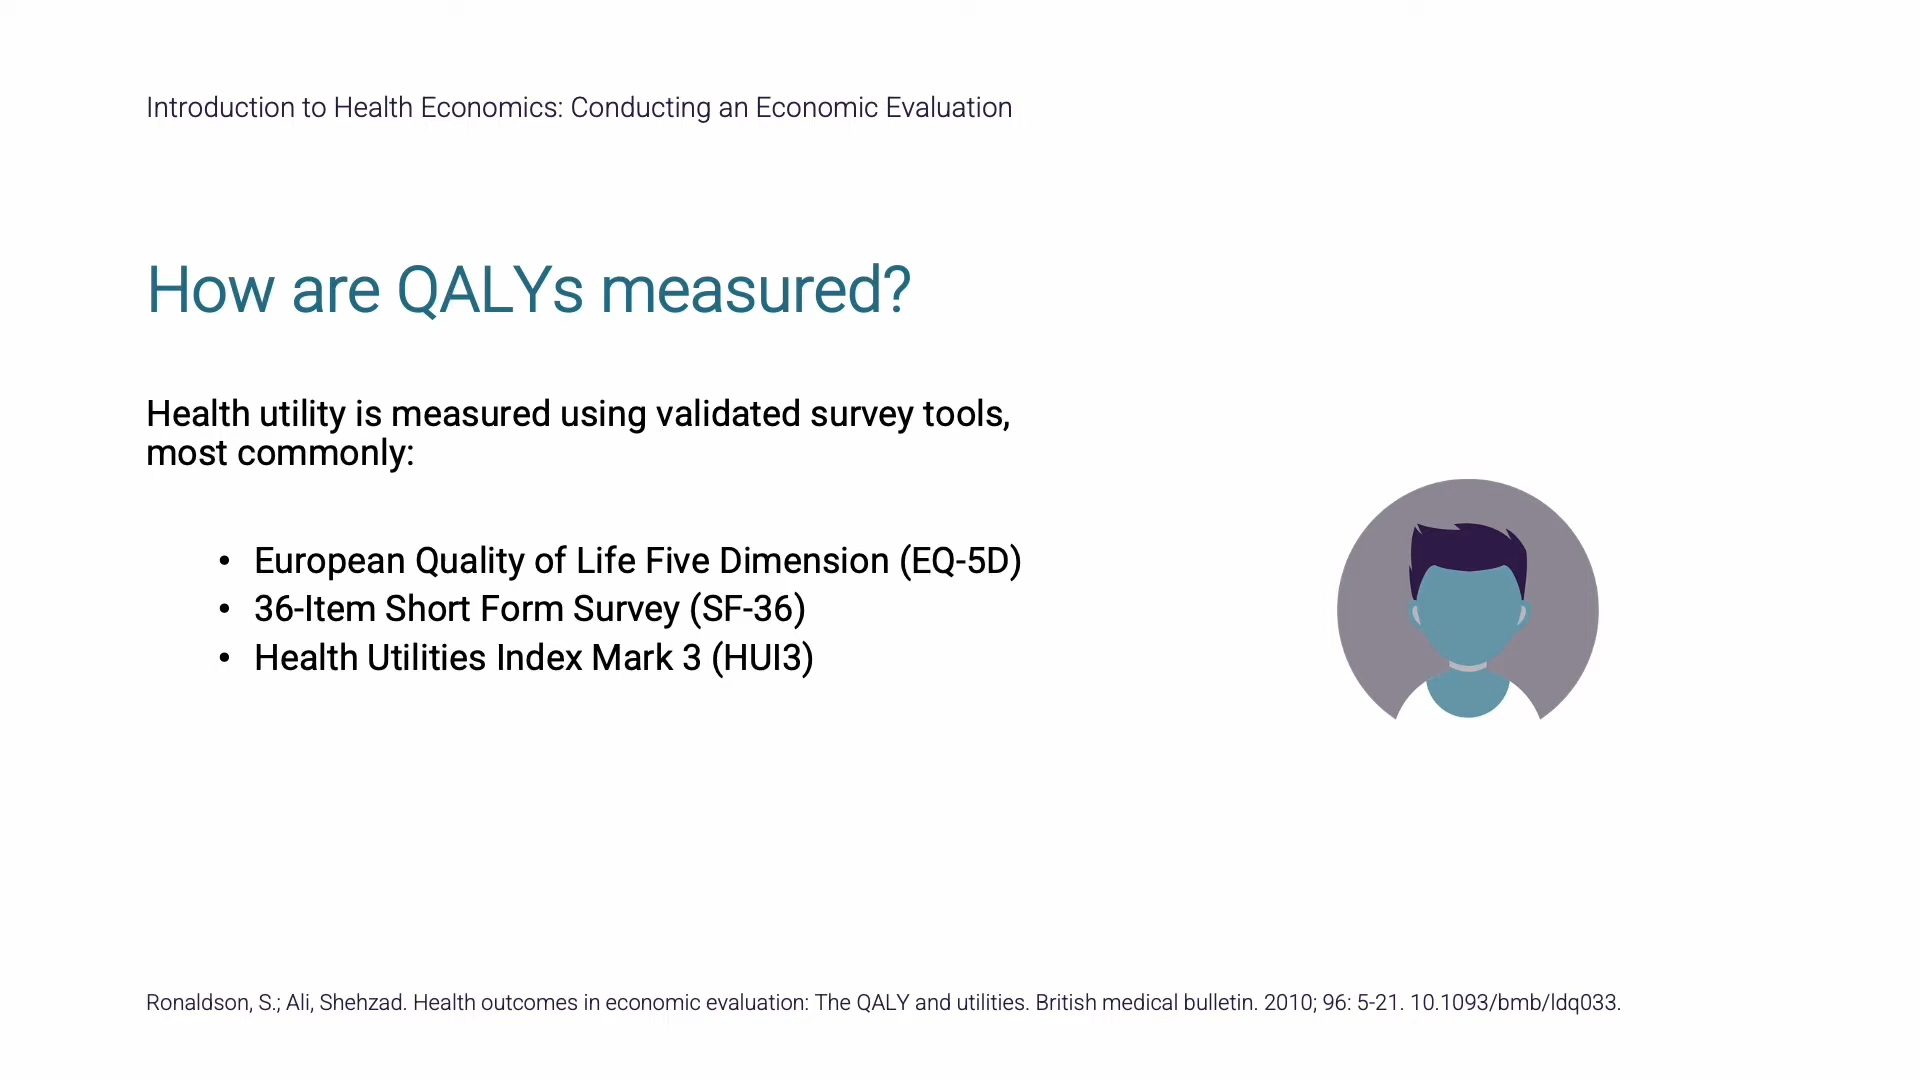 Introduction to Health Economics: Conducting an Economic Evaluation
How are QALYs measured?
Health utility is measured using validated survey tools,
most commonly:
• European Quality of Life Five Dimension (EQ-5D)
• 36-Item Short Form Survey (SF-36)
• Health Utilities Index Mark 3 (HUI3)
Ronaldson, S.; Ali, Shehzad. Health outcomes in economic evaluation: The QALY and utilities. British medical bulletin. 2010; 96: 5-21. 10.1093/bmb/ldq033.